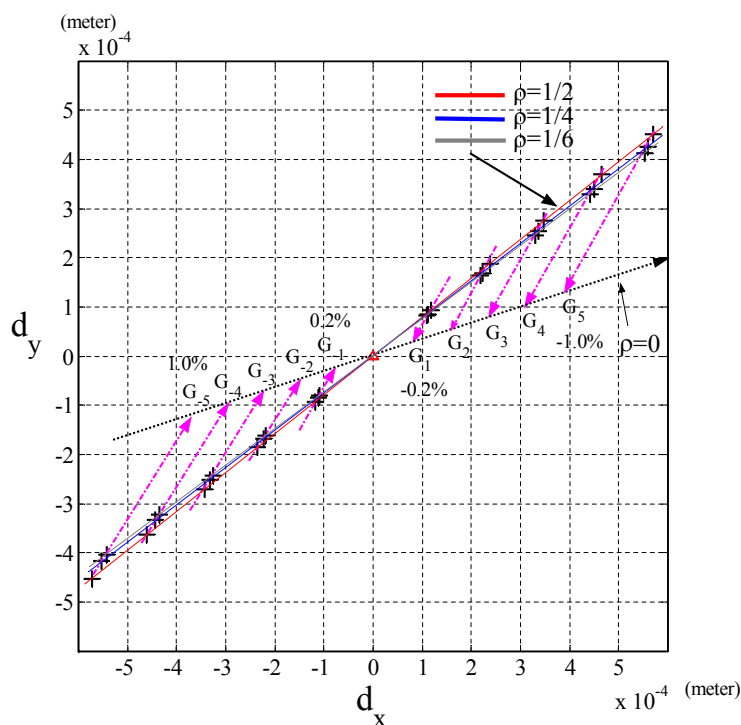 (meter)
x 10^-4
ρ=1/2
ρ=1/4
ρ=1/6
5
4
3
2
1
0
-1
-2
-3
-4
-5
d_y
0.2%
1.0%
G_-5
G_-4
G_-3
G_-2
G_-1
G_1
G_2
G_3
G_4
G_5
-0.2%
-1.0%
ρ=0
-5 -4 -3 -2 -1 0 1 2 3 4 5
d_x
x 10^-4
(meter)